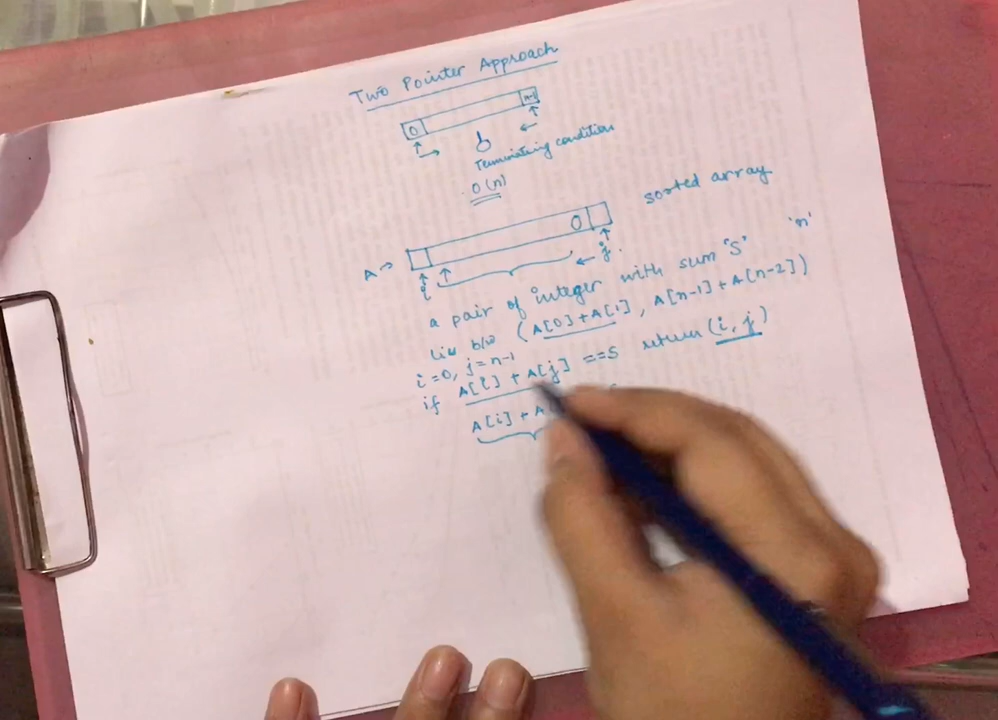 Two Pointer Approach
0 n-1
Terminating condition
O(n)
sorted array
0
A →
i j
a pair of integer with sum 'S' 'n'
lie b/w (A[0]+A[1], A[n-1]+A[n-2])
i=0, j=n-1
if A[i] + A[j] ==S return (i, j)
A[i] + A